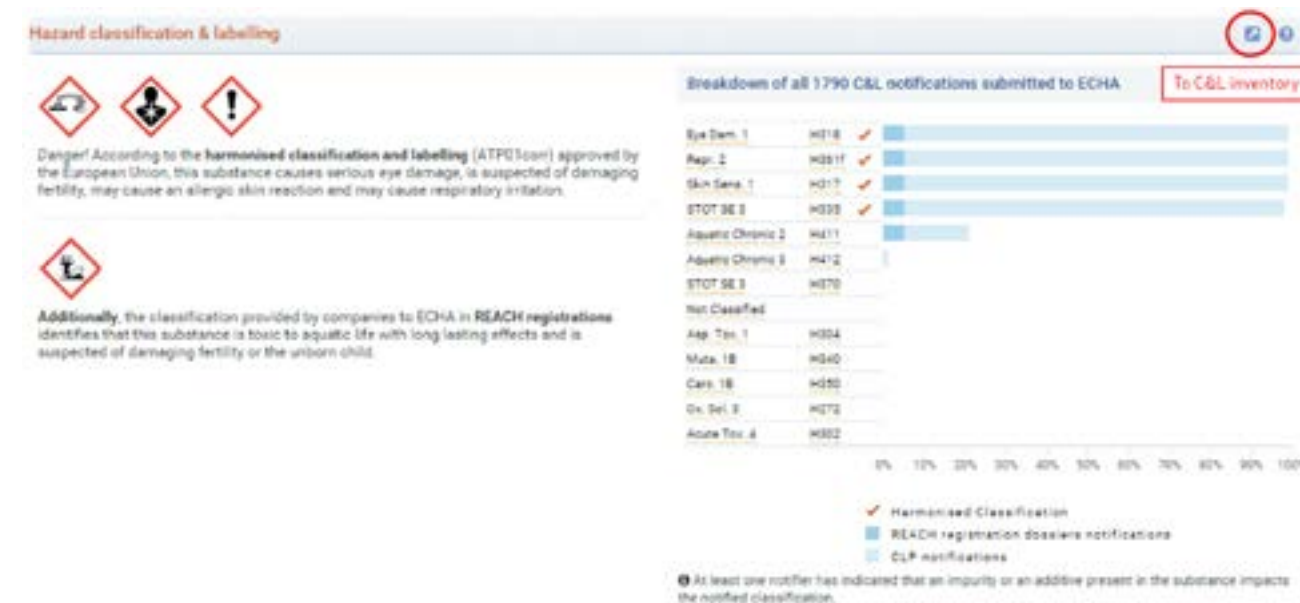 Hazard classification & labelling
Danger! According to the harmonised classification and labelling (ATP01corr) approved by
the European Union, this substance causes serious eye damage, is suspected of damaging
fertility, may cause an allergic skin reaction and may cause respiratory irritation.
Additionally, the classification provided by companies to ECHA in REACH registrations
identifies that this substance is toxic to aquatic life with long lasting effects and is
suspected of damaging fertility or the unborn child.
Breakdown of all 1790 C&L notifications submitted to ECHA
To C&L inventory
Eye Dam. 1 H318
Repr. 2 H361f
Skin Sens. 1 H317
STOT SE 3 H335
Aquatic Chronic 2 H411
Aquatic Chronic 3 H412
STOT SE 3 H370
Not Classified
Asp. Tox. 1 H304
Muta. 1B H340
Carc. 1B H350
Ox. Sol. 3 H272
Acute Tox. 4 H302
0% 10% 20% 30% 40% 50% 60% 70% 80% 90% 100%
Harmonised Classification
REACH registration dossiers notifications
CLP notifications
At least one notifier has indicated that an impurity or an additive present in the substance impacts
the notified classification.